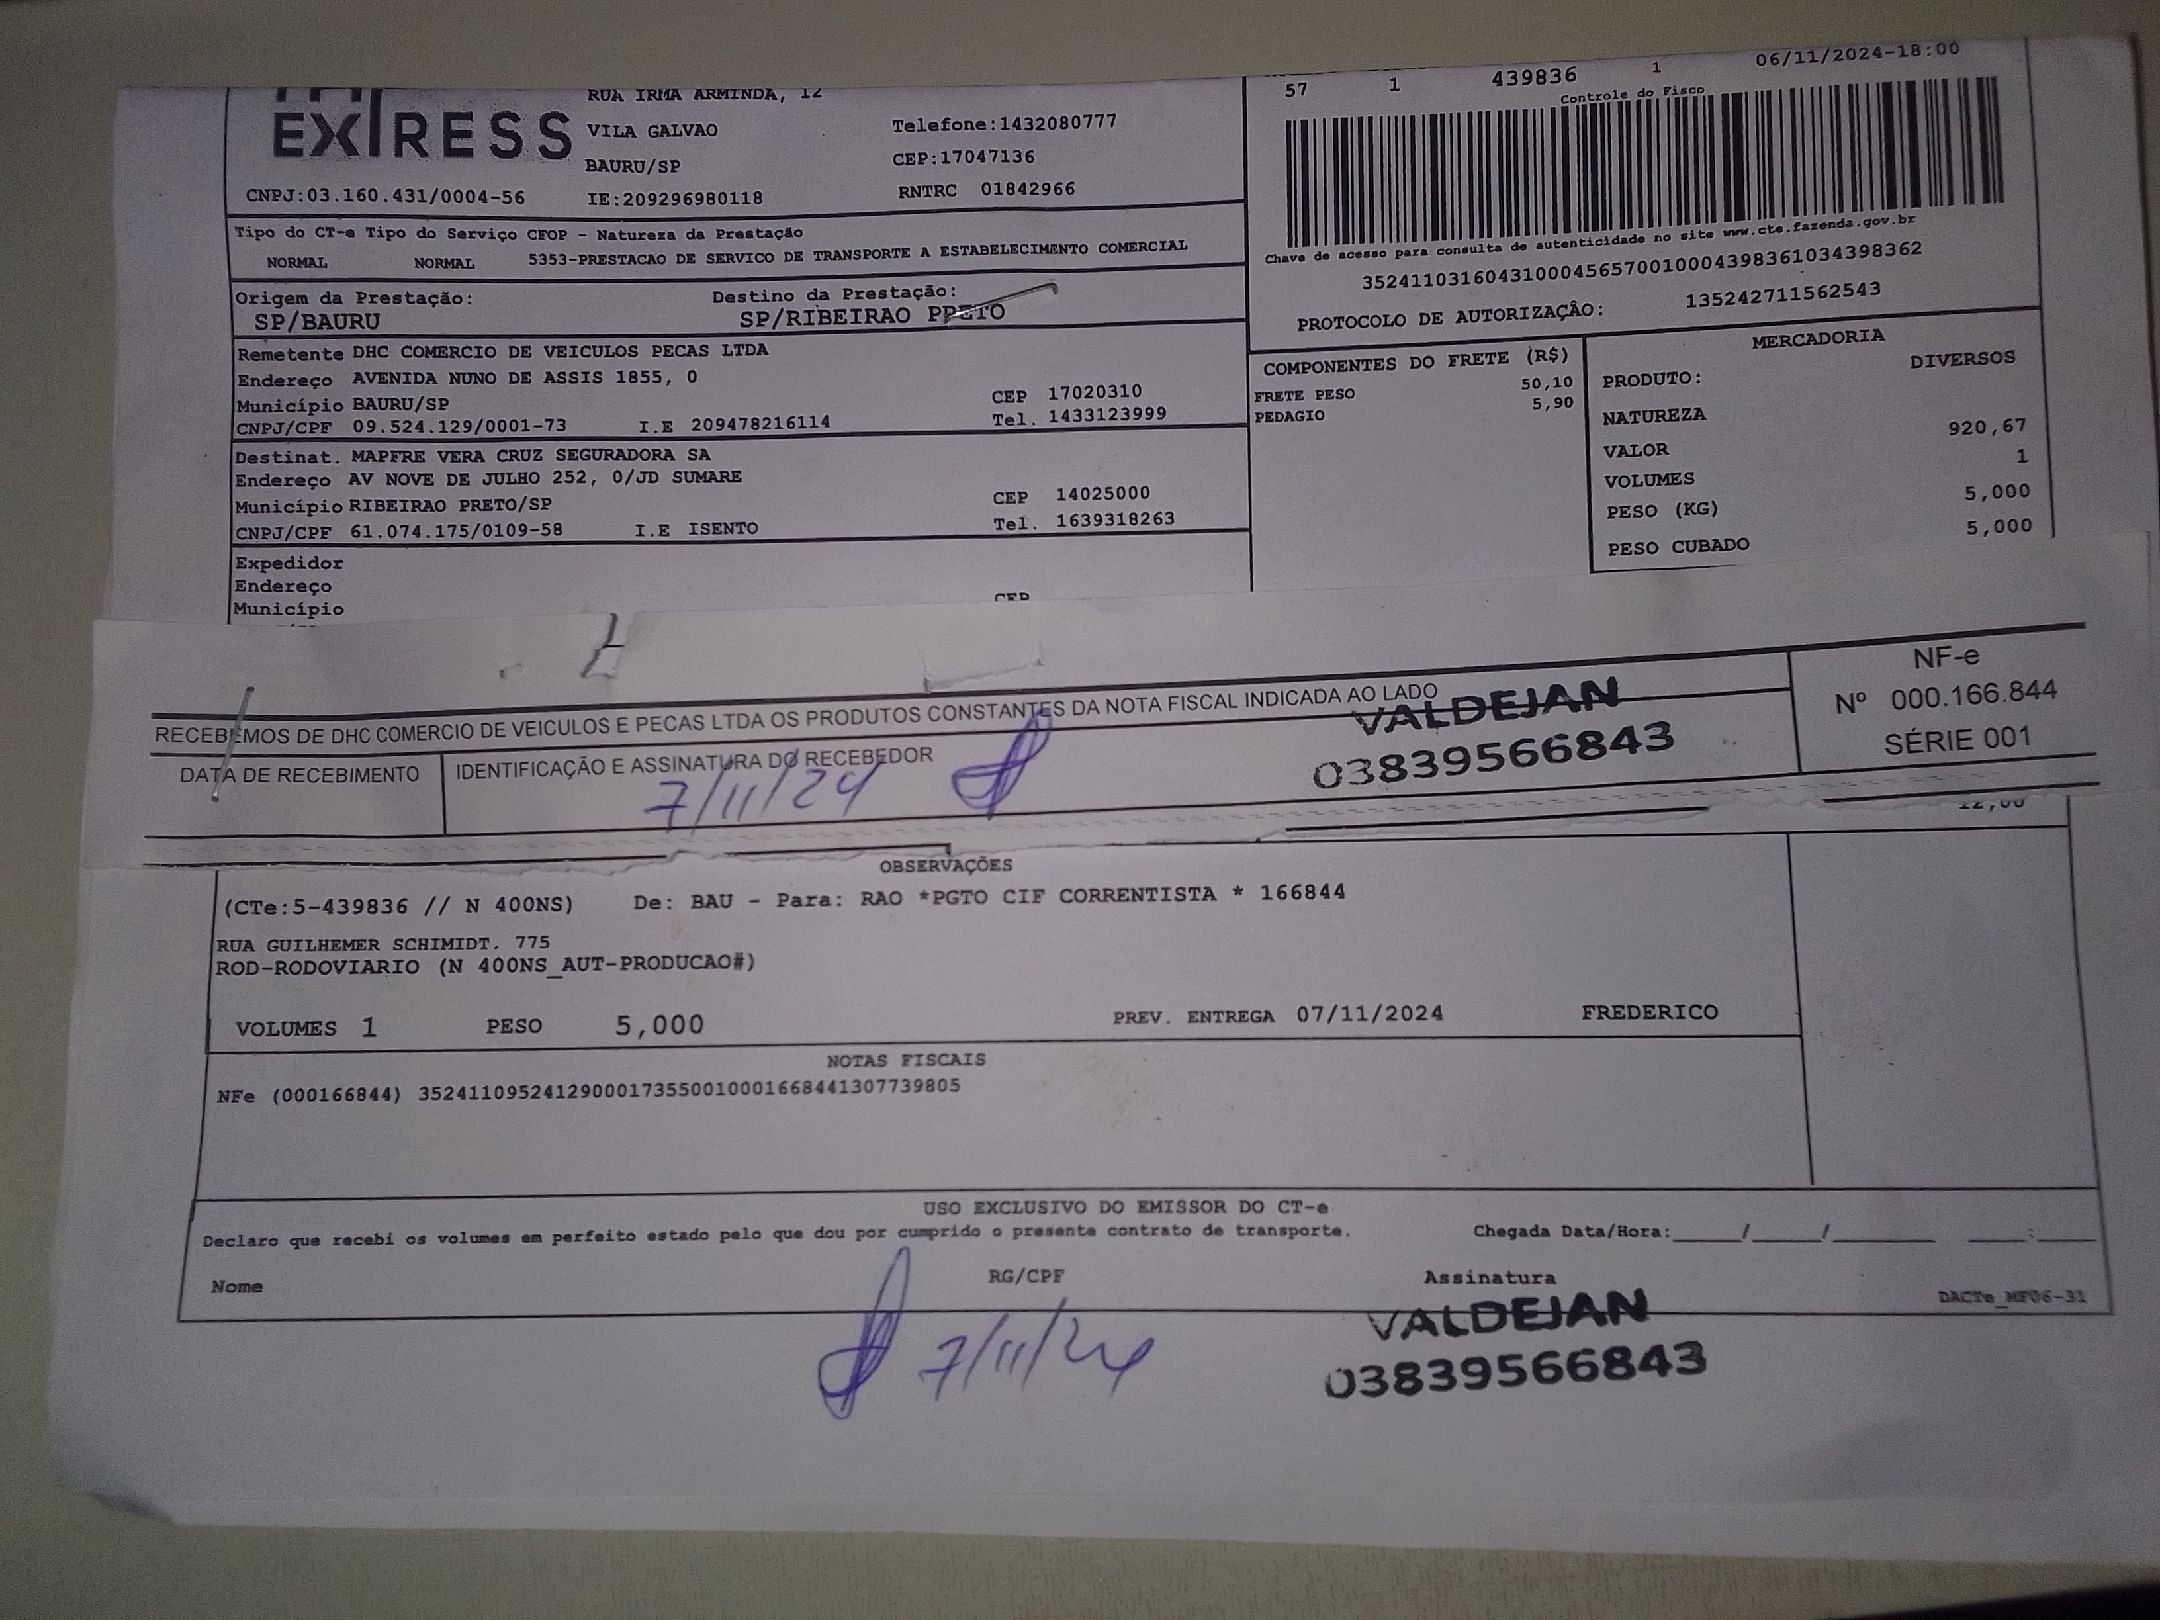 EXPRESS
RUA IRMA ARMINDA, 12
VILA GALVAO
Telefone:1432080777
BAURU/SP
CEP:17047136
CNPJ:03.160.431/0004-56
IE:209296980118
RNTRC 01842966
57 1 439836 1 06/11/2024-18:00
Controle do Fisco
Chave de acesso para consulta de autenticidade no site www.cte.fazenda.gov.br
35241103160431000456570010004398361034398362
PROTOCOLO DE AUTORIZAÇÂO: 135242711562543
Tipo do CT-e Tipo do Serviço CFOP - Natureza da Prestação
NORMAL NORMAL 5353-PRESTACAO DE SERVICO DE TRANSPORTE A ESTABELECIMENTO COMERCIAL
Origem da Prestação: Destino da Prestação:
SP/BAURU SP/RIBEIRAO PRETO
Remetente DHC COMERCIO DE VEICULOS PECAS LTDA
Endereço AVENIDA NUNO DE ASSIS 1855, 0
Município BAURU/SP CEP 17020310
CNPJ/CPF 09.524.129/0001-73 I.E 209478216114 Tel. 1433123999
Destinat. MAPFRE VERA CRUZ SEGURADORA SA
Endereço AV NOVE DE JULHO 252, 0/JD SUMARE
Município RIBEIRAO PRETO/SP CEP 14025000
CNPJ/CPF 61.074.175/0109-58 I.E ISENTO Tel. 1639318263
Expedidor
Endereço
Município CEP
COMPONENTES DO FRETE (R$)
FRETE PESO 50,10
PEDAGIO 5,90
MERCADORIA
PRODUTO: DIVERSOS
NATUREZA
VALOR 920,67
VOLUMES 1
PESO (KG) 5,000
PESO CUBADO 5,000
RECEBEMOS DE DHC COMERCIO DE VEICULOS E PECAS LTDA OS PRODUTOS CONSTANTES DA NOTA FISCAL INDICADA AO LADO
DATA DE RECEBIMENTO
IDENTIFICAÇÃO E ASSINATURA DO RECEBEDOR
7/11/24
VALDEJAN
03839566843
NF-e
Nº 000.166.844
SÉRIE 001
12,00
OBSERVAÇÕES
(CTe:5-439836 // N 400NS) De: BAU - Para: RAO *PGTO CIF CORRENTISTA * 166844
RUA GUILHEMER SCHIMIDT. 775
ROD-RODOVIARIO (N 400NS_AUT-PRODUCAO#)
VOLUMES 1 PESO 5,000 PREV. ENTREGA 07/11/2024 FREDERICO
NOTAS FISCAIS
NFe (000166844) 35241109524129000173550010001668441307739805
USO EXCLUSIVO DO EMISSOR DO CT-e
Declaro que recebi os volumes em perfeito estado pelo que dou por cumprido o presente contrato de transporte. Chegada Data/Hora:_____/_____/_______ ____:____
Nome RG/CPF Assinatura
DACTe_MF06-31
7/11/24
VALDEJAN
03839566843